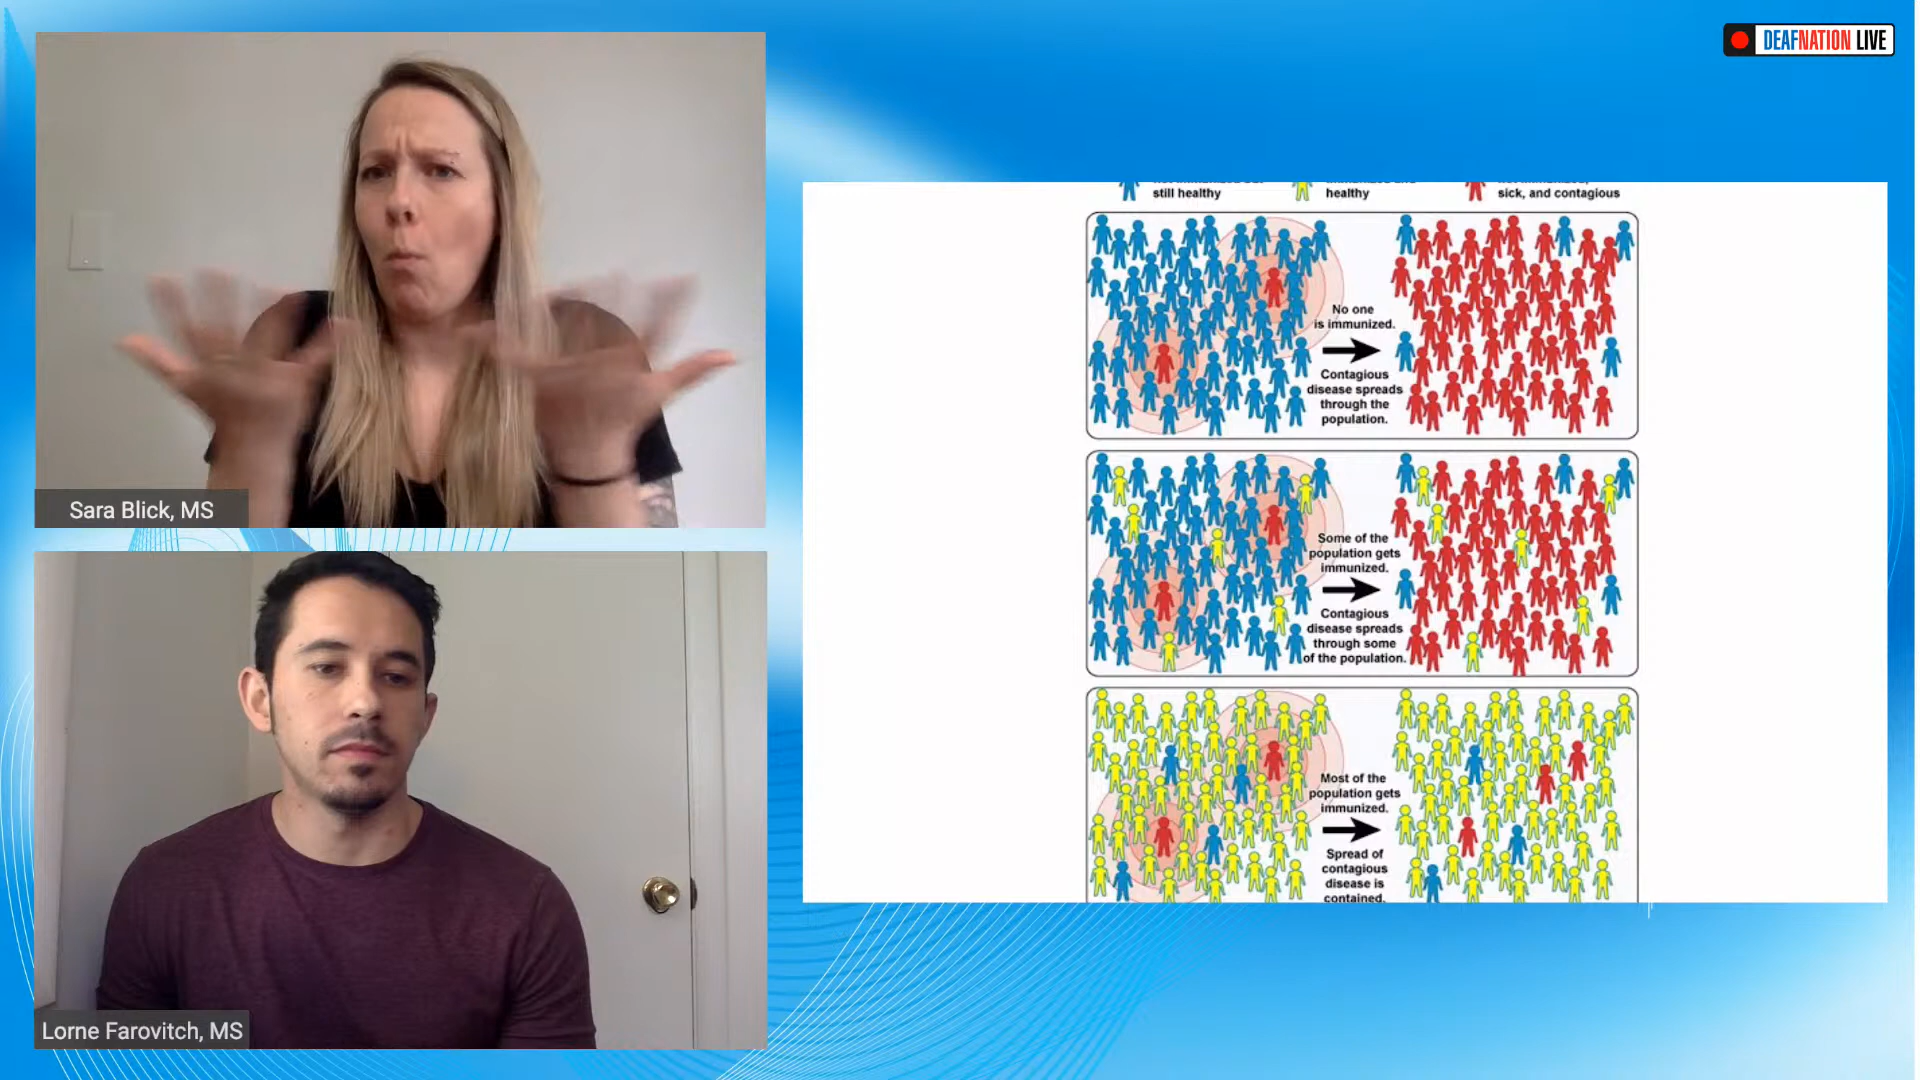 DEAFNATION LIVE
Sara Blick, MS
Lorne Farovitch, MS
still healthy
healthy
sick, and contagious
No one
is immunized.
Contagious
disease spreads
through the
population.
Some of the
population gets
immunized.
Contagious
disease spreads
through some
of the population.
Most of the
population gets
immunized.
Spread of
contagious
disease is
contained.